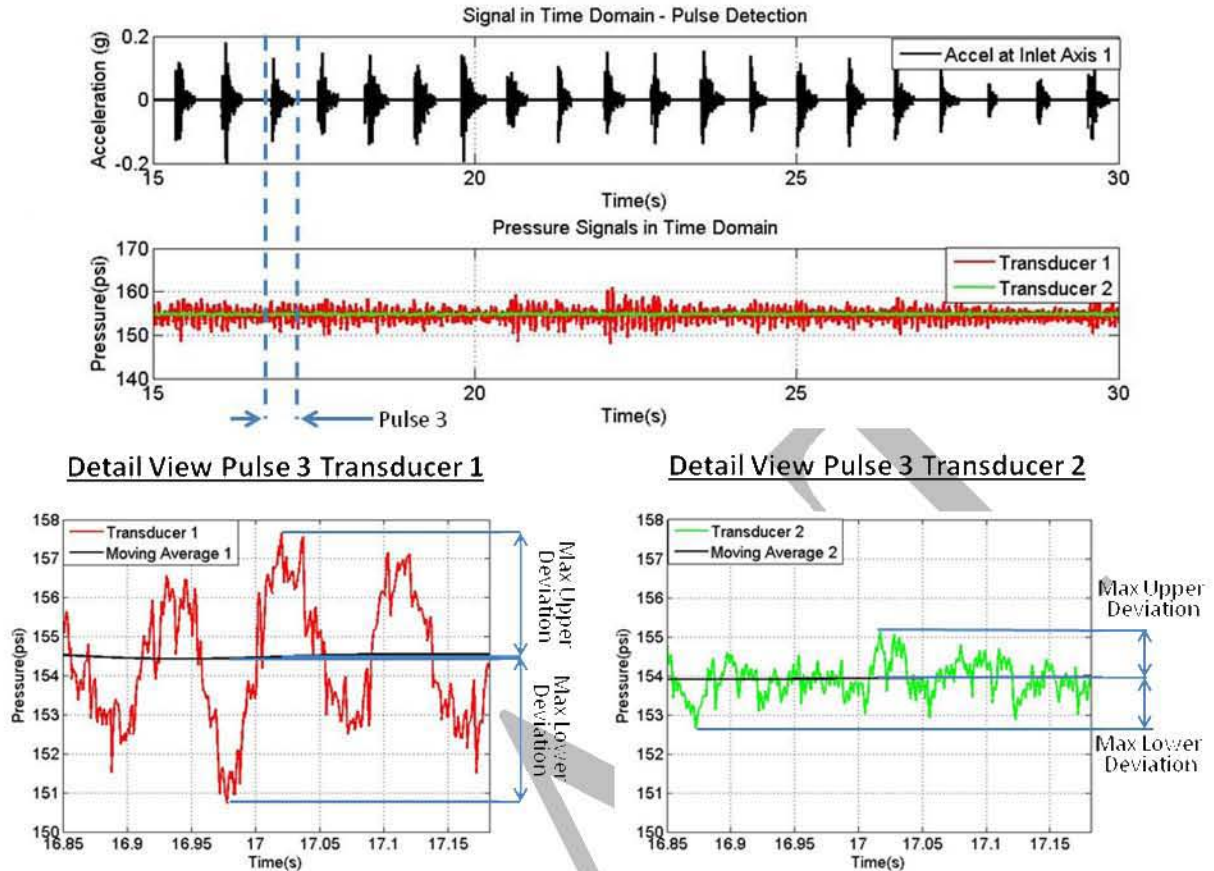 Signal in Time Domain - Pulse Detection
Acceleration (g)
0.2
0
-0.2
Accel at Inlet Axis 1
15
20
25
30
Time(s)
Pressure Signals in Time Domain
Pressure(psi)
170
160
150
140
Transducer 1
Transducer 2
15
20
25
30
Time(s)
Pulse 3
Detail View Pulse 3 Transducer 1
Pressure(psi)
158
157
156
155
154
153
152
151
150
Transducer 1
Moving Average 1
Max Upper
Deviation
Max Lower
Deviation
16.85
16.9
16.95
17
17.05
17.1
17.15
Time(s)
Detail View Pulse 3 Transducer 2
Pressure(psi)
158
157
156
155
154
153
152
151
150
Transducer 2
Moving Average 2
Max Upper
Deviation
Max Lower
Deviation
16.85
16.9
16.95
17
17.05
17.1
17.15
Time(s)